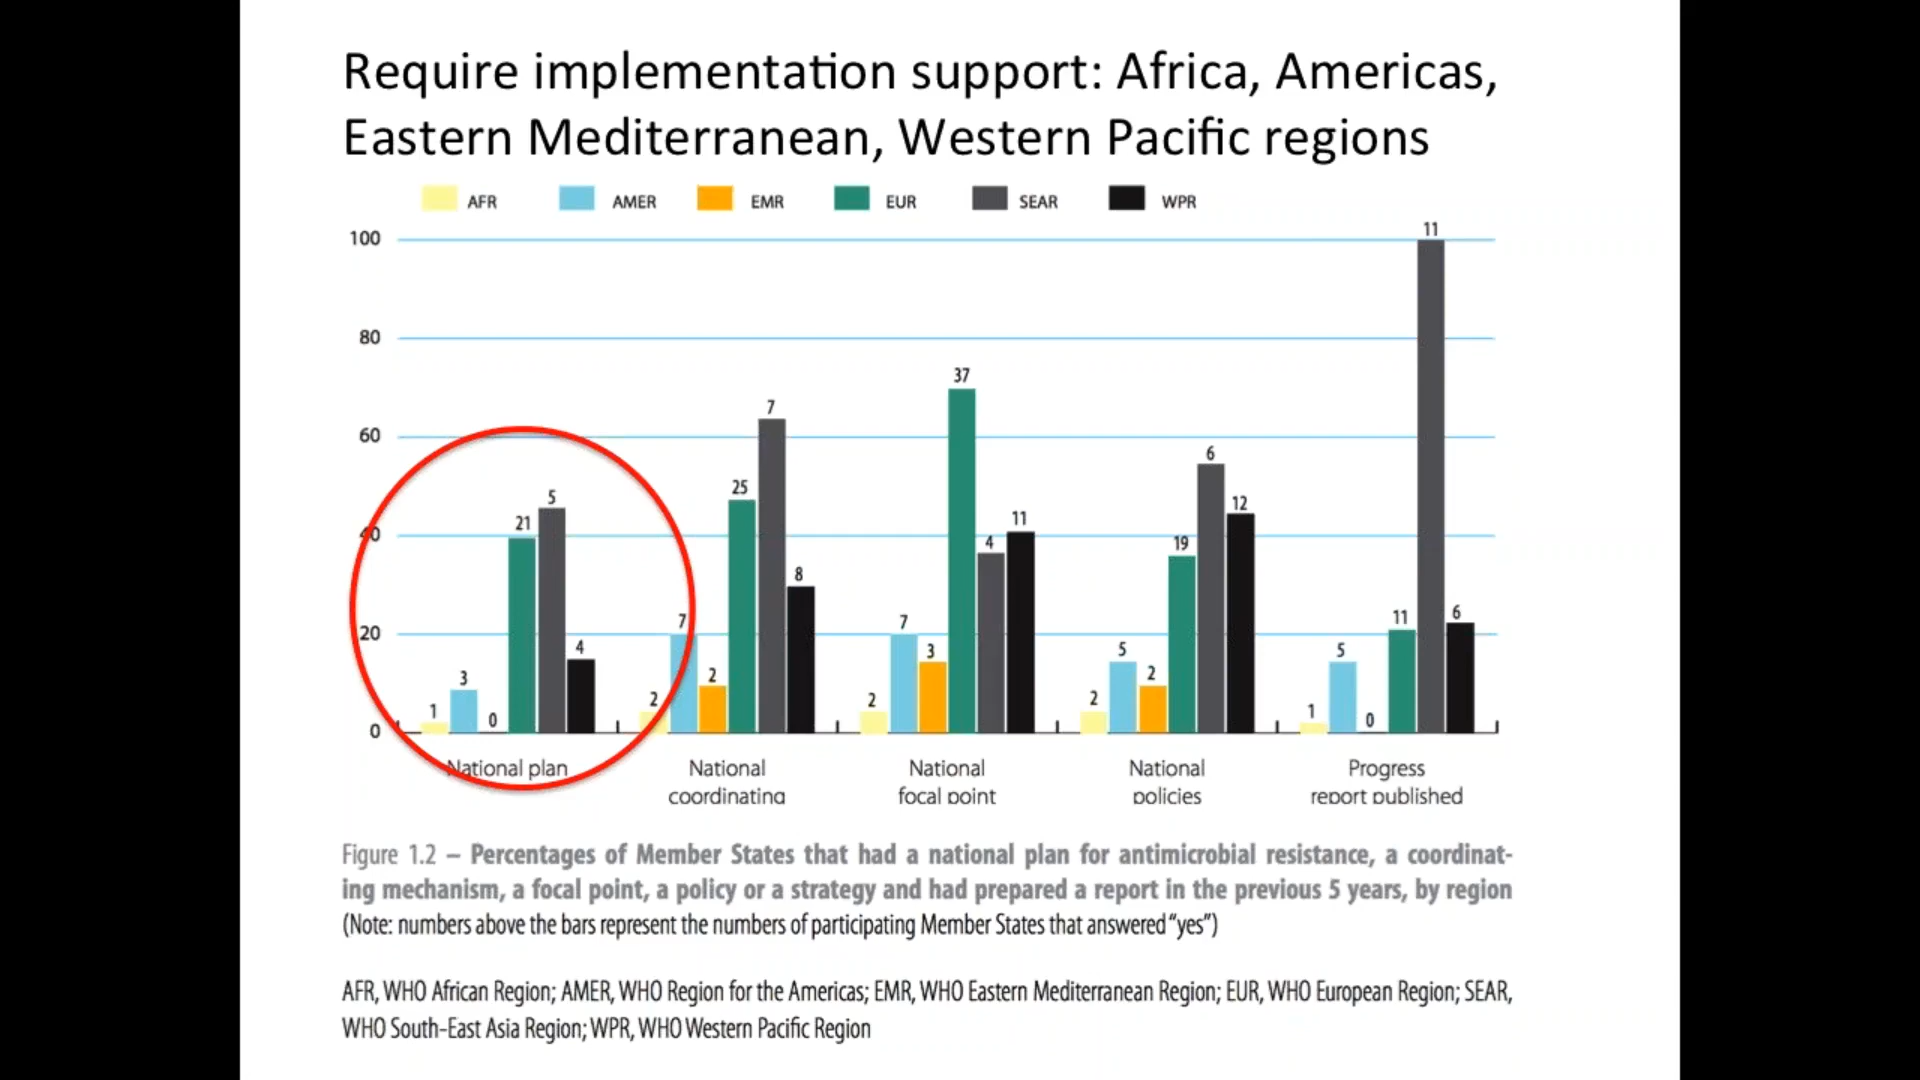 Require implementation support: Africa, Americas,
Eastern Mediterranean, Western Pacific regions
AFR AMER EMR EUR SEAR WPR
100
80
60
40
20
0
1 3 0 21 5 4
2 7 2 25 7 8
2 7 3 37 4 11
2 5 2 19 6 12
1 5 0 11 11 6
National plan
National
coordinating
National
focal point
National
policies
Progress
report published
Figure 1.2 – Percentages of Member States that had a national plan for antimicrobial resistance, a coordinat-
ing mechanism, a focal point, a policy or a strategy and had prepared a report in the previous 5 years, by region
(Note: numbers above the bars represent the numbers of participating Member States that answered “yes”)
AFR, WHO African Region; AMER, WHO Region for the Americas; EMR, WHO Eastern Mediterranean Region; EUR, WHO European Region; SEAR,
WHO South-East Asia Region; WPR, WHO Western Pacific Region